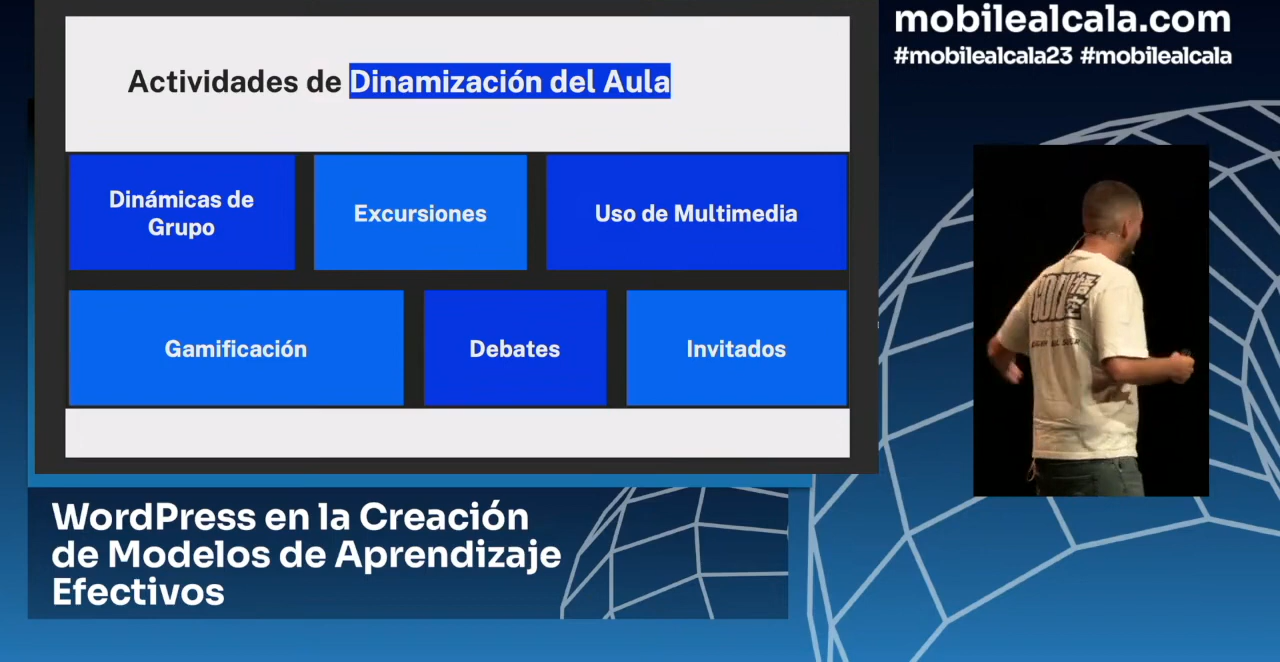 mobilealcala.com
#mobilealcala23 #mobilealcala
Actividades de Dinamización del Aula
Dinámicas de
Grupo
Excursiones
Uso de Multimedia
Gamificación
Debates
Invitados
WordPress en la Creación
de Modelos de Aprendizaje
Efectivos